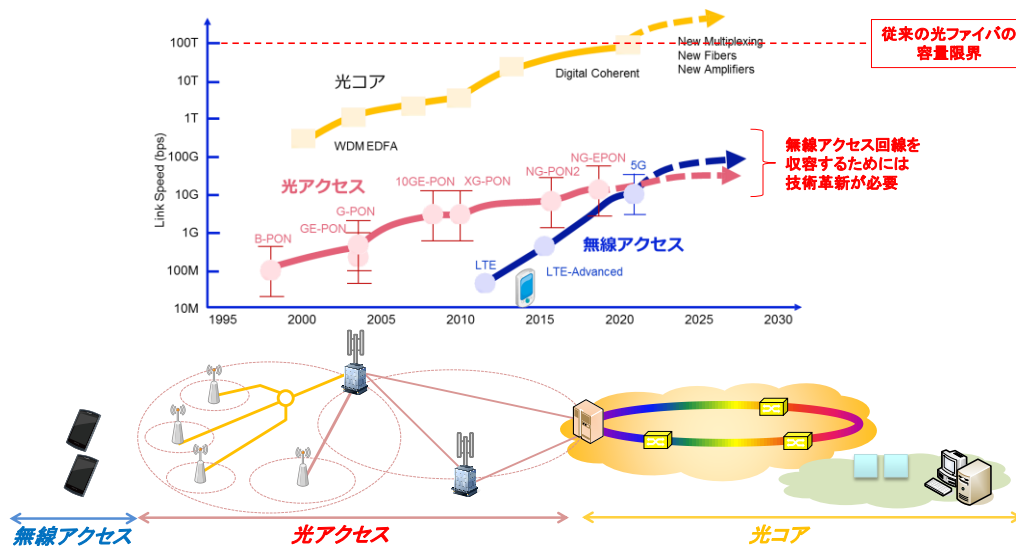 従来の光ファイバの
容量限界
100T
10T
1T
100G
10G
1G
100M
10M
Link Speed (bps)
光コア
WDM EDFA
Digital Coherent
New Multiplexing
New Fibers
New Amplifiers
無線アクセス回線を
収容するためには
技術革新が必要
光アクセス
B-PON
GE-PON
G-PON
10GE-PON
XG-PON
NG-PON2
NG-EPON
5G
無線アクセス
LTE
LTE-Advanced
1995
2000
2005
2010
2015
2020
2025
2030
無線アクセス
光アクセス
光コア